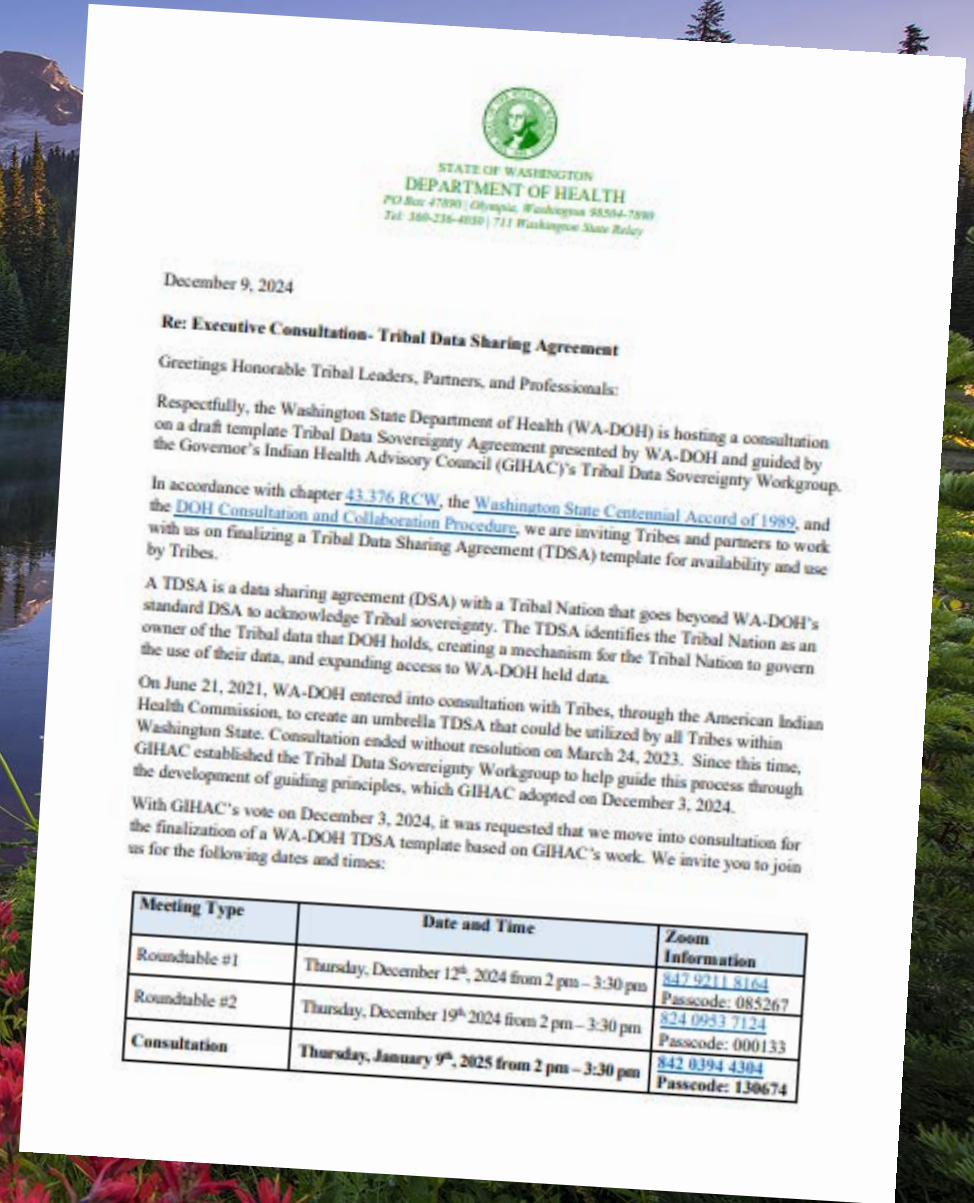 STATE OF WASHINGTON
DEPARTMENT OF HEALTH
PO Box 47890 | Olympia, Washington 98504-7890
Tel: 360-236-4030 | 711 Washington State Relay
December 9, 2024
Re: Executive Consultation- Tribal Data Sharing Agreement
Greetings Honorable Tribal Leaders, Partners, and Professionals:
Respectfully, the Washington State Department of Health (WA-DOH) is hosting a consultation
on a draft template Tribal Data Sovereignty Agreement presented by WA-DOH and guided by
the Governor's Indian Health Advisory Council (GIHAC)'s Tribal Data Sovereignty Workgroup.
In accordance with chapter 43.376 RCW, the Washington State Centennial Accord of 1989, and
the DOH Consultation and Collaboration Procedure, we are inviting Tribes and partners to work
with us on finalizing a Tribal Data Sharing Agreement (TDSA) template for availability and use
by Tribes.
A TDSA is a data sharing agreement (DSA) with a Tribal Nation that goes beyond WA-DOH's
standard DSA to acknowledge Tribal sovereignty. The TDSA identifies the Tribal Nation as an
owner of the Tribal data that DOH holds, creating a mechanism for the Tribal Nation to govern
the use of their data, and expanding access to WA-DOH held data.
On June 21, 2021, WA-DOH entered into consultation with Tribes, through the American Indian
Health Commission, to create an umbrella TDSA that could be utilized by all Tribes within
Washington State. Consultation ended without resolution on March 24, 2023. Since this time,
GIHAC established the Tribal Data Sovereignty Workgroup to help guide this process through
the development of guiding principles, which GIHAC adopted on December 3, 2024.
With GIHAC's vote on December 3, 2024, it was requested that we move into consultation for
the finalization of a WA-DOH TDSA template based on GIHAC's work. We invite you to join
us for the following dates and times:
Meeting Type Date and Time Zoom Information
Roundtable #1 Thursday, December 12th, 2024 from 2 pm – 3:30 pm 847 9211 8164
Passcode: 085267
Roundtable #2 Thursday, December 19th 2024 from 2 pm – 3:30 pm 824 0953 7124
Passcode: 000133
Consultation Thursday, January 9th, 2025 from 2 pm – 3:30 pm 842 0394 4304
Passcode: 130674